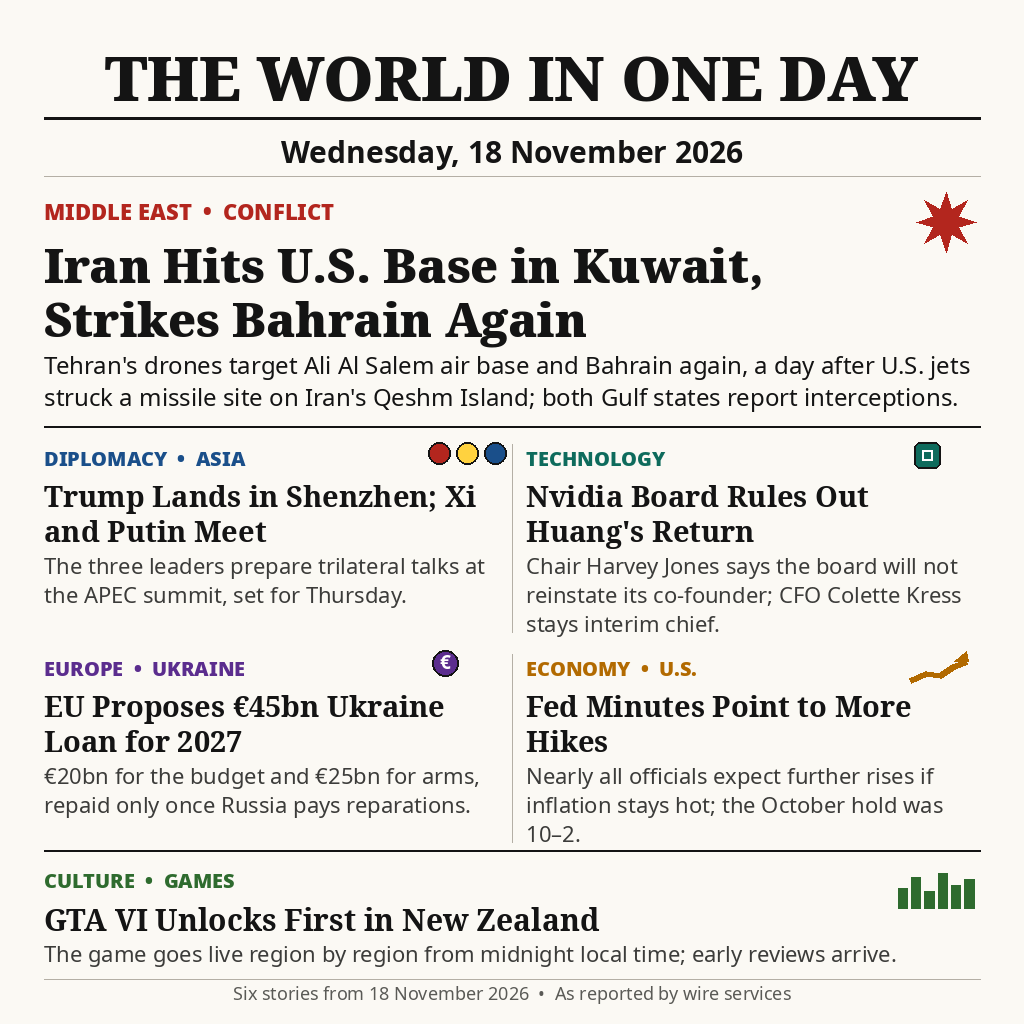 THE WORLD IN ONE DAY
Wednesday, 18 November 2026
MIDDLE EAST • CONFLICT
Iran Hits U.S. Base in Kuwait,
Strikes Bahrain Again
Tehran's drones target Ali Al Salem air base and Bahrain again, a day after U.S. jets
struck a missile site on Iran's Qeshm Island; both Gulf states report interceptions.
DIPLOMACY • ASIA
Trump Lands in Shenzhen; Xi
and Putin Meet
The three leaders prepare trilateral talks at
the APEC summit, set for Thursday.
TECHNOLOGY
Nvidia Board Rules Out
Huang's Return
Chair Harvey Jones says the board will not
reinstate its co-founder; CFO Colette Kress
stays interim chief.
EUROPE • UKRAINE
€
EU Proposes €45bn Ukraine
Loan for 2027
€20bn for the budget and €25bn for arms,
repaid only once Russia pays reparations.
ECONOMY • U.S.
Fed Minutes Point to More
Hikes
Nearly all officials expect further rises if
inflation stays hot; the October hold was
10–2.
CULTURE • GAMES
GTA VI Unlocks First in New Zealand
The game goes live region by region from midnight local time; early reviews arrive.
Six stories from 18 November 2026 • As reported by wire services